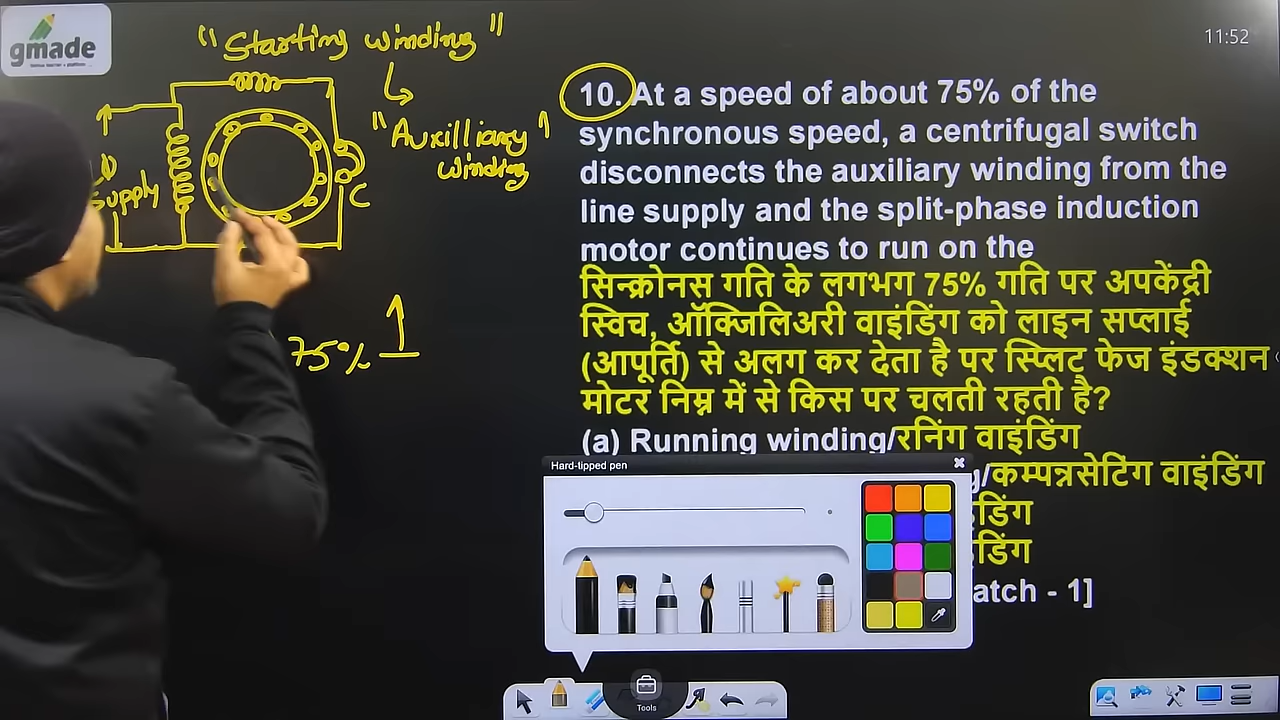 gmade
"Starting winding"
"Auxilliary"
winding
Supply
C
75%
11:52
10. At a speed of about 75% of the
synchronous speed, a centrifugal switch
disconnects the auxiliary winding from the
line supply and the split-phase induction
motor continues to run on the
सिन्क्रोनस गति के लगभग 75% गति पर अपकेंद्री
स्विच, ऑक्जिलिअरी वाइंडिंग को लाइन सप्लाई
(आपूर्ति) से अलग कर देता है पर स्प्लिट फेज इंडक्शन
मोटर निम्न में से किस पर चलती रहती है?
(a) Running winding/रनिंग वाइंडिंग
g/कम्पन्नसेटिंग वाइंडिंग
इंडिंग
इंडिंग
atch - 1]
Hard-tipped pen
Tools